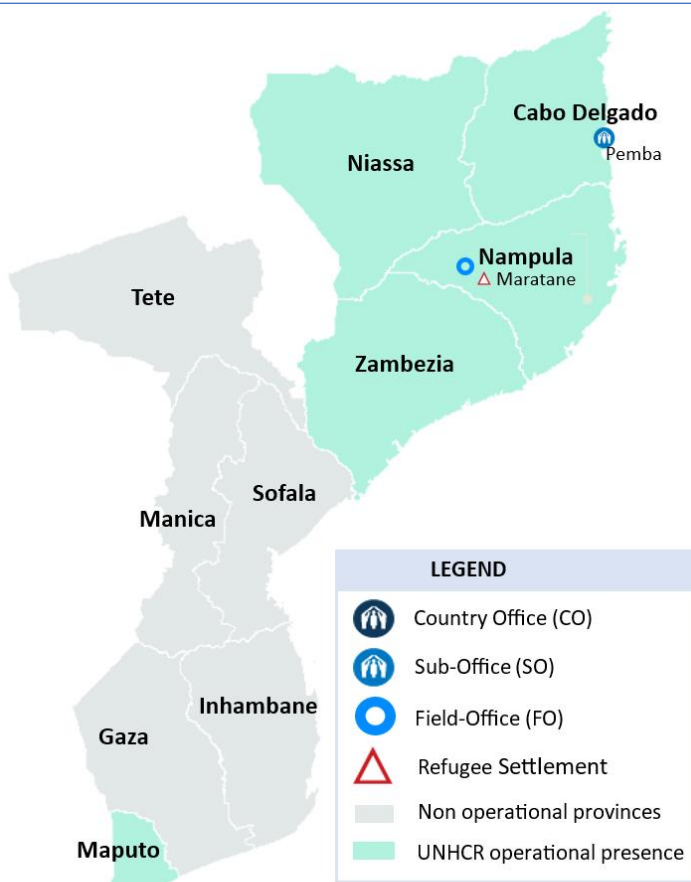 Cabo Delgado
Pemba
Niassa
Nampula
Maratane
Tete
Zambezia
Sofala
Manica
Inhambane
Gaza
Maputo
LEGEND
Country Office (CO)
Sub-Office (SO)
Field-Office (FO)
Refugee Settlement
Non operational provinces
UNHCR operational presence